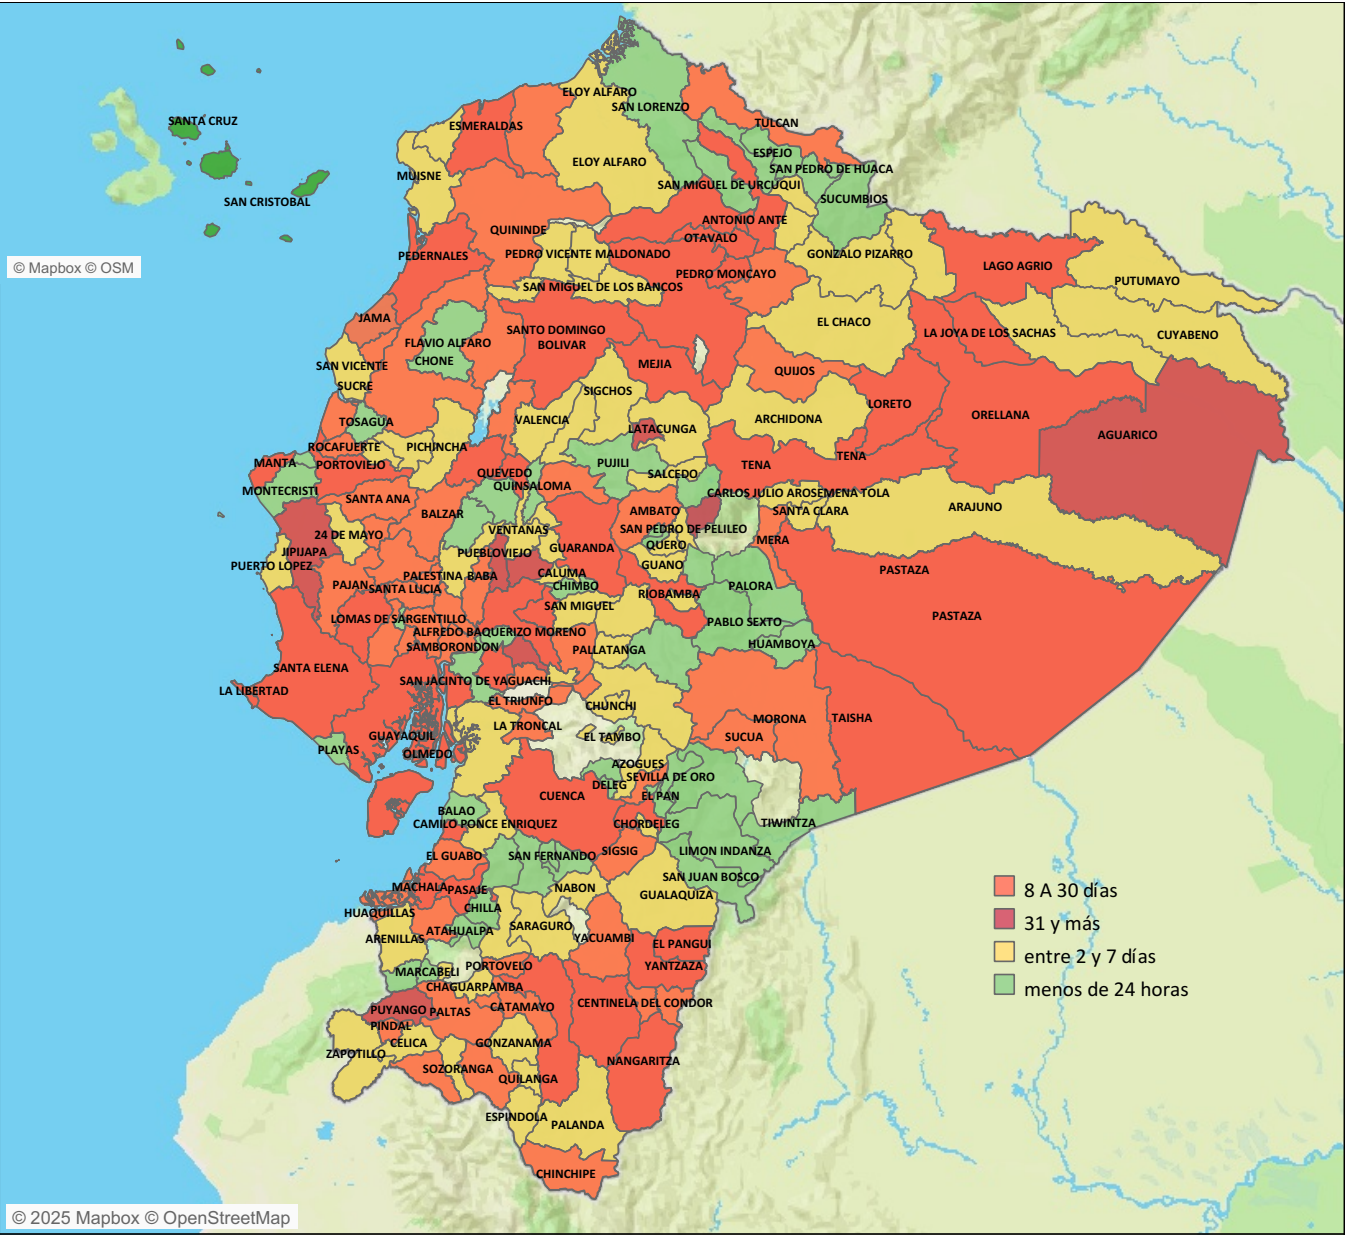 ELOY ALFARO
SAN LORENZO
ESMERALDAS
SANTA CRUZ
TULCAN
ESPEJO
ELOY ALFARO
SAN PEDRO DE HUACA
MUISNE
SAN MIGUEL DE URCUQUI
SUCUMBIOS
SAN CRISTOBAL
ANTONIO ANTE
QUININDE
OTAVALO
PEDERNALES
PEDRO VICENTE MALDONADO
GONZALO PIZARRO
© Mapbox © OSM
LAGO AGRIO
PEDRO MONCAYO
PUTUMAYO
SAN MIGUEL DE LOS BANCOS
JAMA
EL CHACO
SANTO DOMINGO
LA JOYA DE LOS SACHAS
CUYABENO
FLAVIO ALFARO
BOLIVAR
CHONE
MEJIA
SAN VICENTE
QUIJOS
SUCRE
SIGCHOS
LORETO
TOSAGUA
VALENCIA
ARCHIDONA
ORELLANA
LATACUNGA
AGUARICO
ROCAFUERTE
PICHINCHA
TENA
MANTA
PORTOVIEJO
PUJILI
TENA
QUEVEDO
SALCEDO
MONTECRISTI
QUINSALOMA
CARLOS JULIO AROSEMENA TOLA
SANTA ANA
ARAJUNO
BALZAR
AMBATO
SANTA CLARA
24 DE MAYO
VENTANAS
SAN PEDRO DE PELILEO
MERA
JIPIJAPA
PUEBLOVIEJO
GUARANDA
QUERO
PUERTO LOPEZ
GUANO
PASTAZA
PALESTINA
BABA
CALUMA
PAJAN
SANTA LUCIA
CHIMBO
PALORA
RIOBAMBA
SAN MIGUEL
PASTAZA
LOMAS DE SARGENTILLO
PABLO SEXTO
ALFREDO BAQUERIZO MORENO
SAMBORONDON
PALLATANGA
HUAMBOYA
SANTA ELENA
SAN JACINTO DE YAGUACHI
LA LIBERTAD
EL TRIUNFO
CHUNCHI
MORONA
TAISHA
LA TRONCAL
GUAYAQUIL
EL TAMBO
SUCUA
PLAYAS
OLMEDO
AZOGUES
SEVILLA DE ORO
DELEG
CUENCA
EL PAN
BALAO
CAMILO PONCE ENRIQUEZ
CHORDELEG
TIWINTZA
EL GUABO
SAN FERNANDO
SIGSIG
LIMON INDANZA
SAN JUAN BOSCO
MACHALA
PASAJE
NABON
GUALAQUIZA
8 A 30 días
HUAQUILLAS
CHILLA
31 y más
ATAHUALPA
SARAGURO
ARENILLAS
YACUAMBI
EL PANGUI
entre 2 y 7 días
MARCABELI
PORTOVELO
YANTZAZA
CHAGUARPAMBA
menos de 24 horas
PUYANGO
PALTAS
CATAMAYO
CENTINELA DEL CONDOR
PINDAL
CELICA
GONZANAMA
ZAPOTILLO
NANGARITZA
SOZORANGA
QUILANGA
ESPINDOLA
PALANDA
CHINCHIPE
© 2025 Mapbox © OpenStreetMap